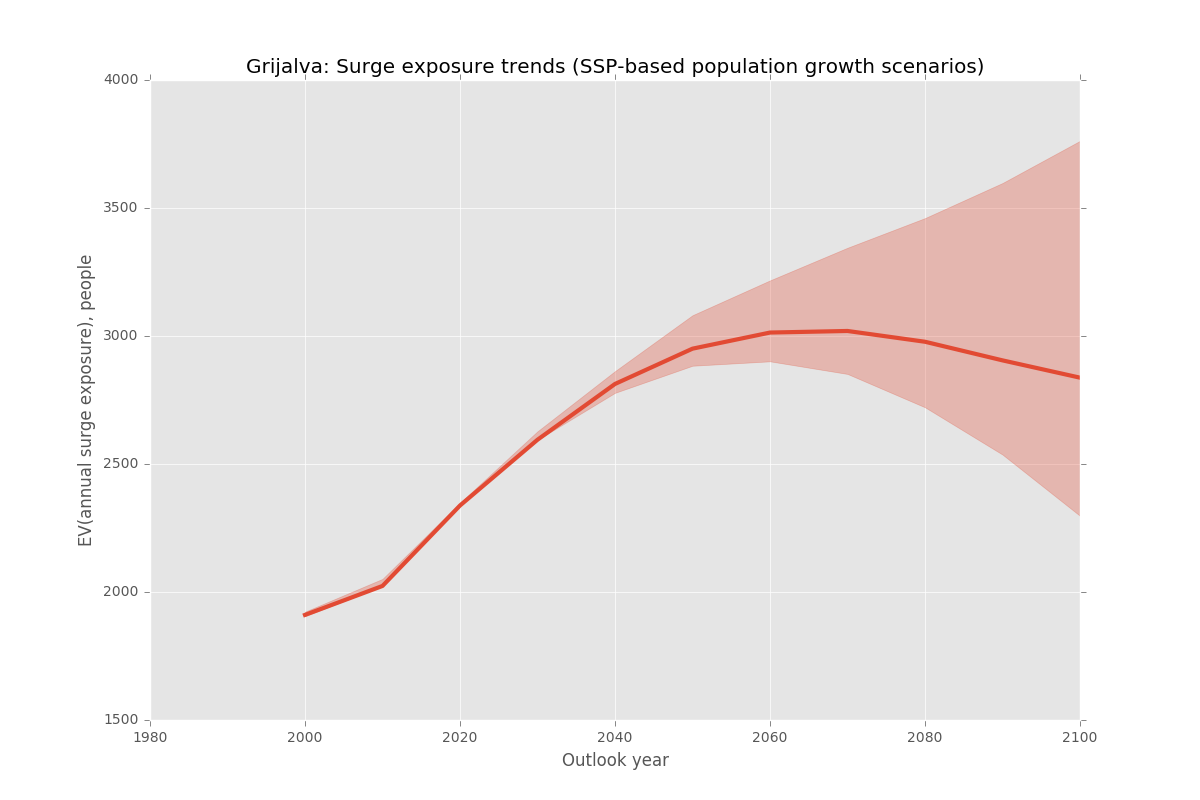 Grijalva: Surge exposure trends (SSP-based population growth scenarios)
4000
3500
3000
2500
2000
1500
EV(annual surge exposure), people
1980 2000 2020 2040 2060 2080 2100
Outlook year